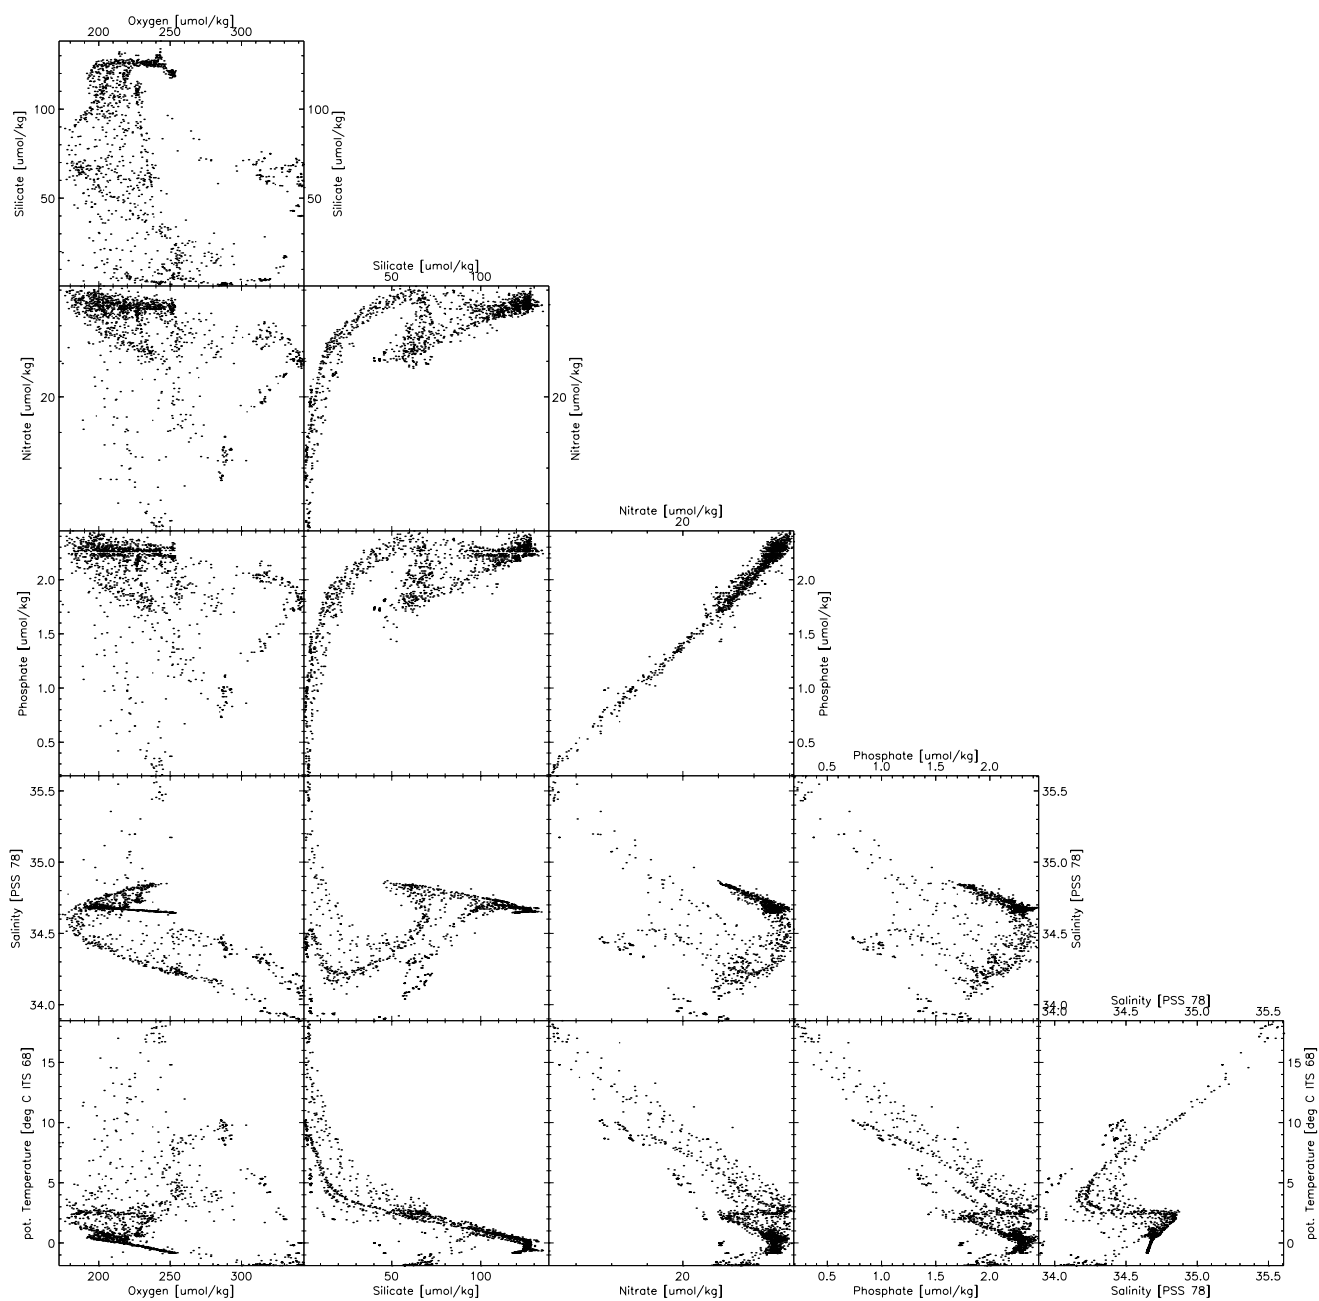 Oxygen [umol/kg]
200 250 300
Silicate [umol/kg]
100
50
100
50
Silicate [umol/kg]
Silicate [umol/kg]
50 100
Nitrate [umol/kg]
20
20
Nitrate [umol/kg]
Nitrate [umol/kg]
20
Phosphate [umol/kg]
2.0
1.5
1.0
0.5
2.0
1.5
1.0
0.5
Phosphate [umol/kg]
Phosphate [umol/kg]
0.5 1.0 1.5 2.0
Salinity [PSS 78]
35.5
35.0
34.5
34.0
35.5
35.0
34.5
34.0
Salinity [PSS 78]
Salinity [PSS 78]
34.0 34.5 35.0 35.5
pot. Temperature [deg C ITS 68]
15
10
5
0
15
10
5
0
pot. Temperature [deg C ITS 68]
200 250 300 50 100 20 0.5 1.0 1.5 2.0 34.0 34.5 35.0 35.5
Oxygen [umol/kg] Silicate [umol/kg] Nitrate [umol/kg] Phosphate [umol/kg] Salinity [PSS 78]